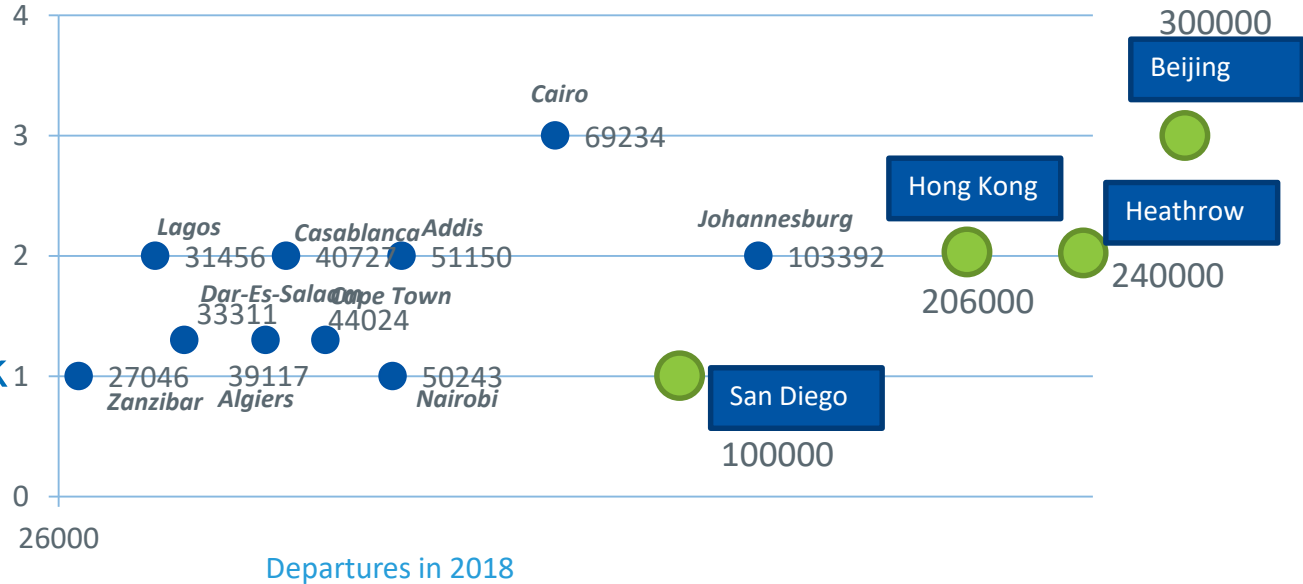 4
300000
Beijing
Cairo
3
69234
Hong Kong
Heathrow
Lagos
Casablanca
Addis
Johannesburg
2
31456
40727
51150
103392
240000
206000
Dar-Es-Salaam
Cape Town
33311
44024
K
1
27046
39117
50243
Zanzibar
Algiers
Nairobi
San Diego
100000
0
26000
Departures in 2018